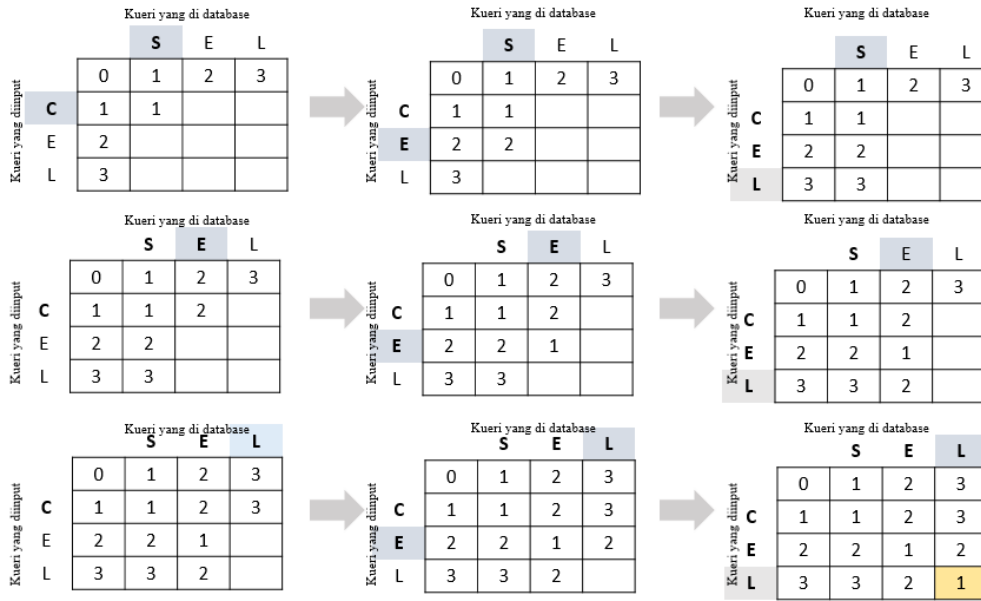 Kueri yang di database
S E L
Kueri yang diinput
0 1 2 3
C 1 1
E 2
L 3
Kueri yang di database
S E L
Kueri yang diinput
0 1 2 3
C 1 1
E 2 2
L 3
Kueri yang di database
S E L
Kueri yang diinput
0 1 2 3
C 1 1
E 2 2
L 3 3
Kueri yang di database
S E L
Kueri yang diinput
0 1 2 3
C 1 1 2
E 2 2
L 3 3
Kueri yang di database
S E L
Kueri yang diinput
0 1 2 3
C 1 1 2
E 2 2 1
L 3 3
Kueri yang di database
S E L
Kueri yang diinput
0 1 2 3
C 1 1 2
E 2 2 1
L 3 3 2
Kueri yang di database
S E L
Kueri yang diinput
0 1 2 3
C 1 1 2 3
E 2 2 1
L 3 3 2
Kueri yang di database
S E L
Kueri yang diinput
0 1 2 3
C 1 1 2 3
E 2 2 1 2
L 3 3 2
Kueri yang di database
S E L
Kueri yang diinput
0 1 2 3
C 1 1 2 3
E 2 2 1 2
L 3 3 2 1